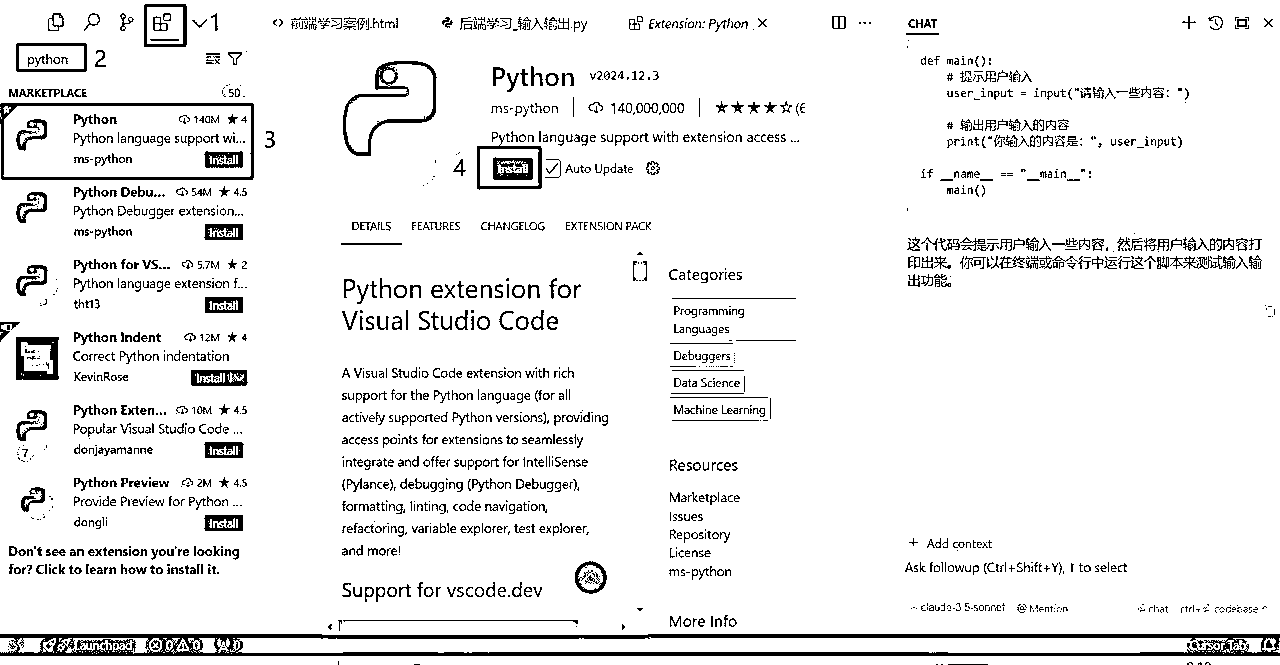 1
前端学习案例.html
后端学习_输入输出.py
Extension: Python
python
2
MARKETPLACE
50
Python 140M ★ 4
Python language support wi...
ms-python Install
3
Python Debu... 54M ★ 4.5
Python Debugger extension...
ms-python Install
Python for VS... 5.7M ★ 2
Python language extension f...
tht13 Install
Python Indent 12M ★ 4
Correct Python indentation
KevinRose Install
Python Exten... 10M ★ 4.5
Popular Visual Studio Code ...
donjayamanne Install
7
Python Preview 2M ★ 4.5
Provide Preview for Python ...
dongli Install
Don't see an extension you're looking
for? Click to learn how to install it.
Python v2024.12.3
ms-python 140,000,000 ★★★★☆(6
Python language support with extension access ...
4
Install
Auto Update
DETAILS FEATURES CHANGELOG EXTENSION PACK
Python extension for
Visual Studio Code
A Visual Studio Code extension with rich
support for the Python language (for all
actively supported Python versions), providing
access points for extensions to seamlessly
integrate and offer support for IntelliSense
(Pylance), debugging (Python Debugger),
formatting, linting, code navigation,
refactoring, variable explorer, test explorer,
and more!
Support for vscode.dev
Categories
Programming
Languages
Debuggers
Data Science
Machine Learning
Resources
Marketplace
Issues
Repository
License
ms-python
More Info
CHAT
def main():
# 提示用户输入
user_input = input("请输入一些内容: ")
# 输出用户输入的内容
print("你输入的内容是: ", user_input)
if __name__ == "__main__":
main()
这个代码会提示用户输入一些内容，然后将用户输入的内容打
印出来。你可以在终端或命令行中运行这个脚本来测试输入输
出功能。
+ Add context
Ask followup (Ctrl+Shift+Y), ↑ to select
claude-3.5-sonnet @ Mention
chat ctrl+ codebase
Launchpad 0 0 0
Cursor Tab